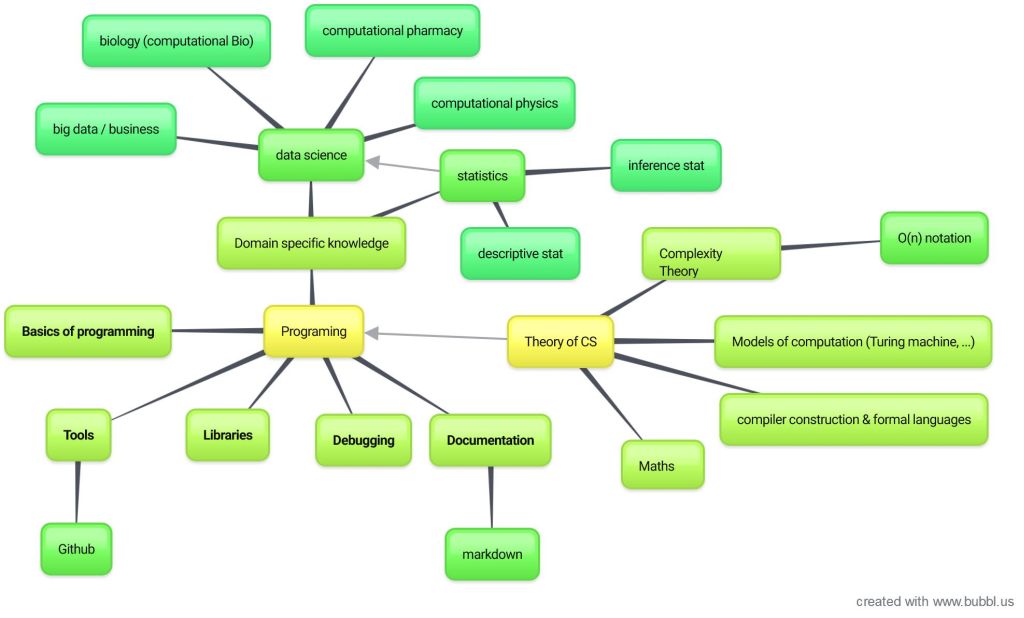 biology (computational Bio)
computational pharmacy
big data / business
computational physics
data science
statistics
inference stat
Domain specific knowledge
descriptive stat
Complexity
Theory
O(n) notation
Basics of programming
Programing
Theory of CS
Models of computation (Turing machine, ...)
compiler construction & formal languages
Tools
Libraries
Debugging
Documentation
Maths
Github
markdown
created with www.bubbl.us